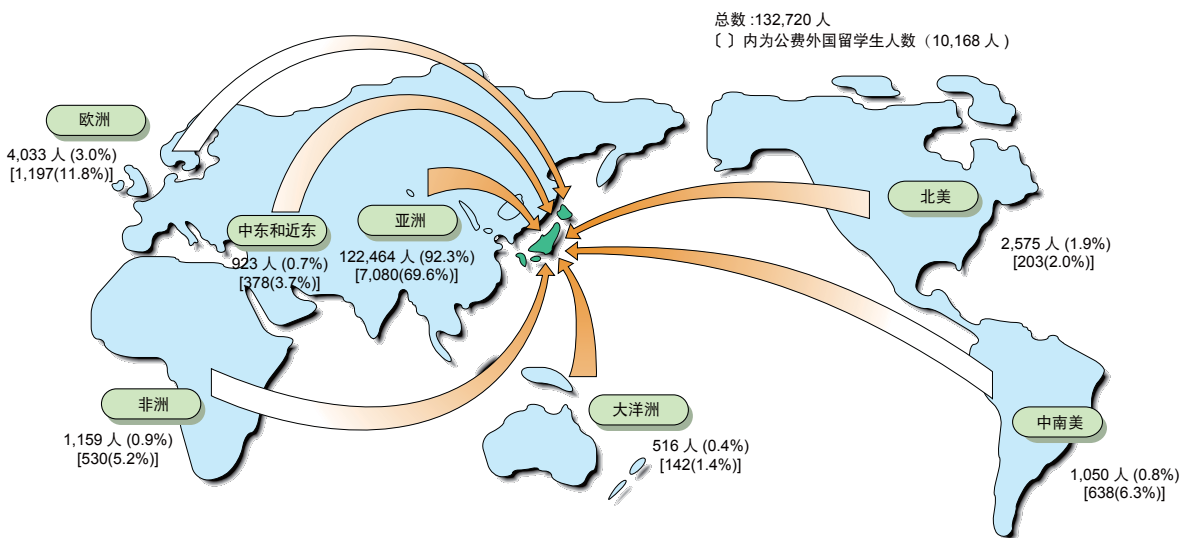 总数 :132,720 人
〔 〕内为公费外国留学生人数（10,168 人 )
欧洲
4,033 人 (3.0%)
[1,197(11.8%)]
中东和近东
923 人 (0.7%)
[378(3.7%)]
亚洲
122,464 人 (92.3%)
[7,080(69.6%)]
北美
2,575 人 (1.9%)
[203(2.0%)]
非洲
1,159 人 (0.9%)
[530(5.2%)]
大洋洲
516 人 (0.4%)
[142(1.4%)]
中南美
1,050 人 (0.8%)
[638(6.3%)]